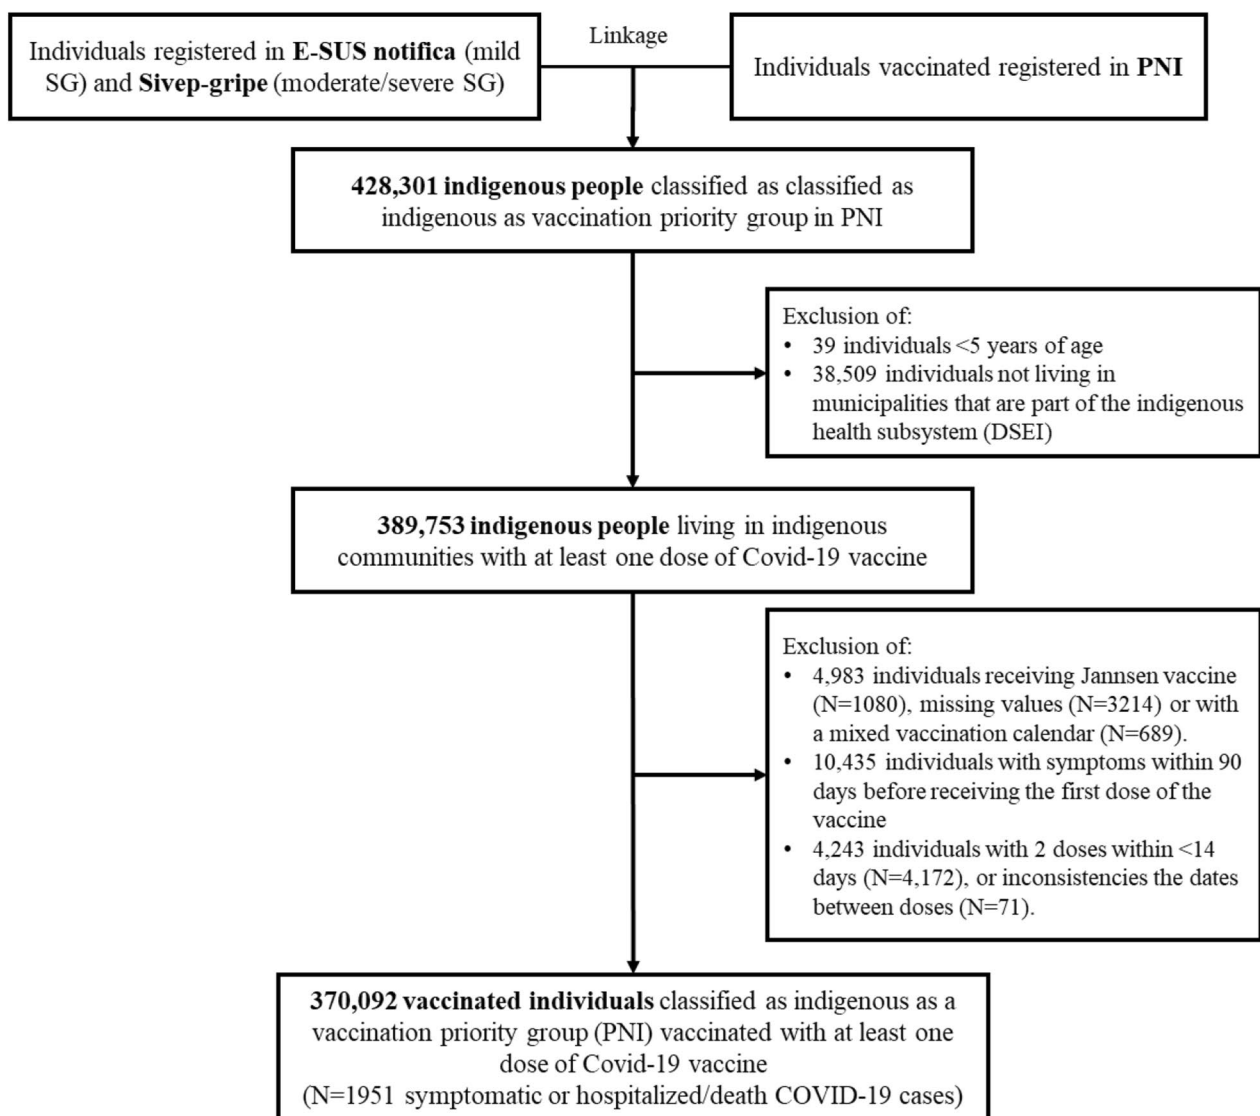 Individuals registered in E-SUS notifica (mild
SG) and Sivep-gripe (moderate/severe SG)
Linkage
Individuals vaccinated registered in PNI
428,301 indigenous people classified as classified as
indigenous as vaccination priority group in PNI
Exclusion of:
• 39 individuals <5 years of age
• 38,509 individuals not living in
municipalities that are part of the indigenous
health subsystem (DSEI)
389,753 indigenous people living in indigenous
communities with at least one dose of Covid-19 vaccine
Exclusion of:
• 4,983 individuals receiving Jannsen vaccine
(N=1080), missing values (N=3214) or with
a mixed vaccination calendar (N=689).
• 10,435 individuals with symptoms within 90
days before receiving the first dose of the
vaccine
• 4,243 individuals with 2 doses within <14
days (N=4,172), or inconsistencies the dates
between doses (N=71).
370,092 vaccinated individuals classified as indigenous as a
vaccination priority group (PNI) vaccinated with at least one
dose of Covid-19 vaccine
(N=1951 symptomatic or hospitalized/death COVID-19 cases)